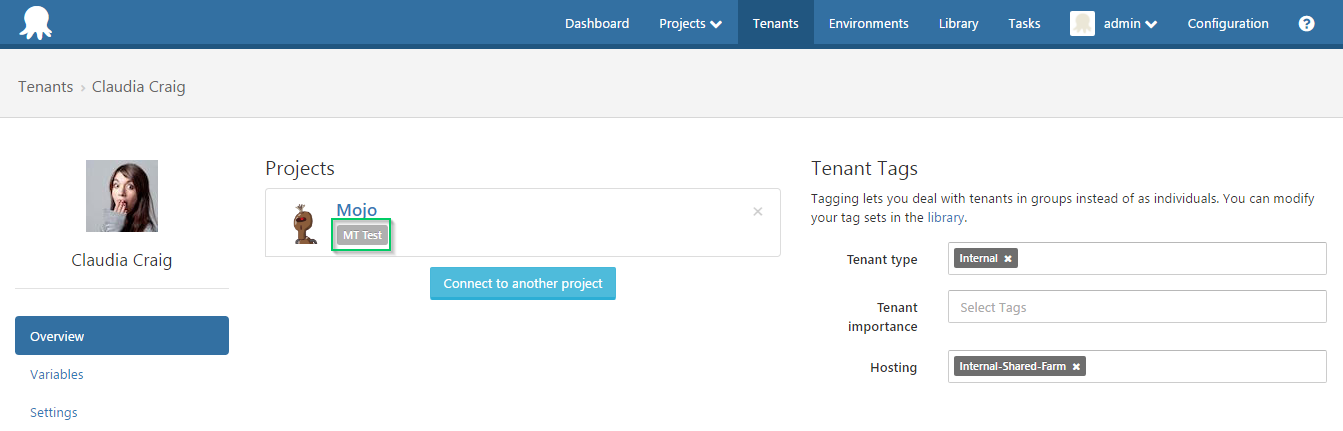 Dashboard Projects Tenants Environments Library Tasks admin Configuration ?
Tenants › Claudia Craig
Claudia Craig
Overview
Variables
Settings
Projects
Mojo
×
MT Test
Connect to another project
Tenant Tags
Tagging lets you deal with tenants in groups instead of as individuals. You can modify
your tag sets in the library.
Tenant type Internal ×
Tenant
importance
Select Tags
Hosting Internal-Shared-Farm ×